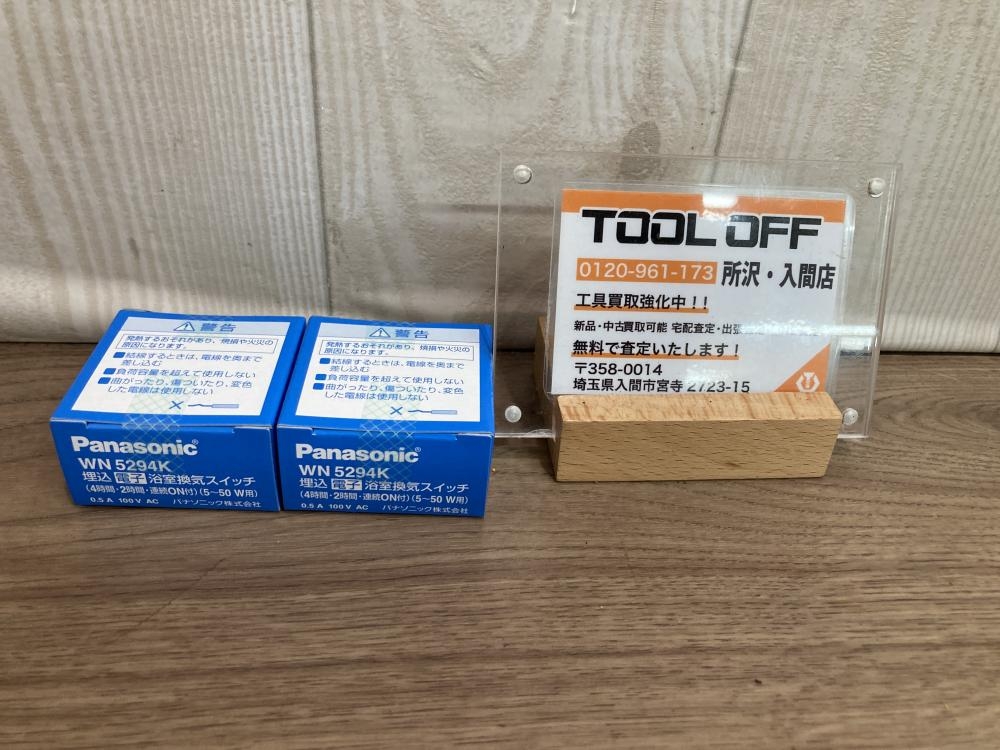 警告
発熱するおそれがあり、焼損や火災の
原因になります。
■結線するときは、電線を奥まで
差し込む
■負荷容量を超えて使用しない
■曲がったり、傷ついたり、変色
した電線は使用しない
Panasonic®
WN 5294K
埋込 電子 浴室換気スイッチ
(4時間・2時間・連続ON付)(5〜50 W用)
0.5 A 100 V AC パナソニック株式会社
警告
発熱するおそれがあり、焼損や火災の
原因になります。
■結線するときは、電線を奥まで
差し込む
■負荷容量を超えて使用しない
■曲がったり、傷ついたり、変色
した電線は使用しない
Panasonic®
WN 5294K
埋込 電子 浴室換気スイッチ
(4時間・2時間・連続ON付)(5〜50 W用)
0.5 A 100 V AC パナソニック株式会社
TOOL OFF
0120-961-173 所沢・入間店
工具買取強化中!!
新品・中古買取可能 宅配査定・出張
無料で査定いたします!
〒358-0014
埼玉県入間市宮寺 2723-15